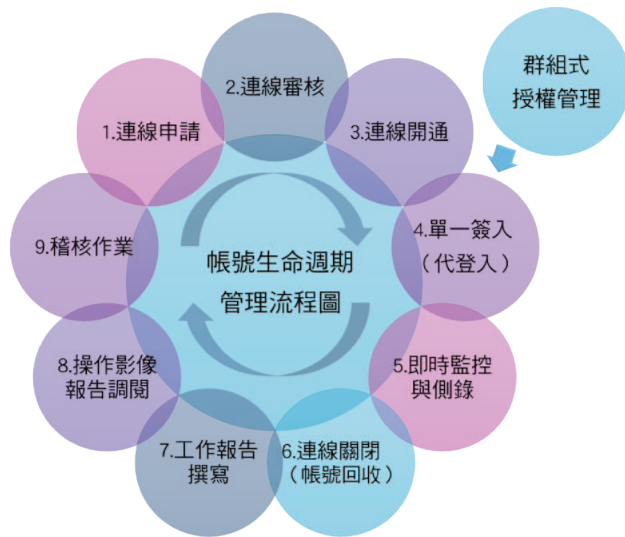 群組式
授權管理
1.連線申請
2.連線審核
3.連線開通
4.單一簽入
（代登入）
5.即時監控
與側錄
6.連線關閉
（帳號回收）
7.工作報告
撰寫
8.操作影像
報告調閱
9.稽核作業
帳號生命週期
管理流程圖